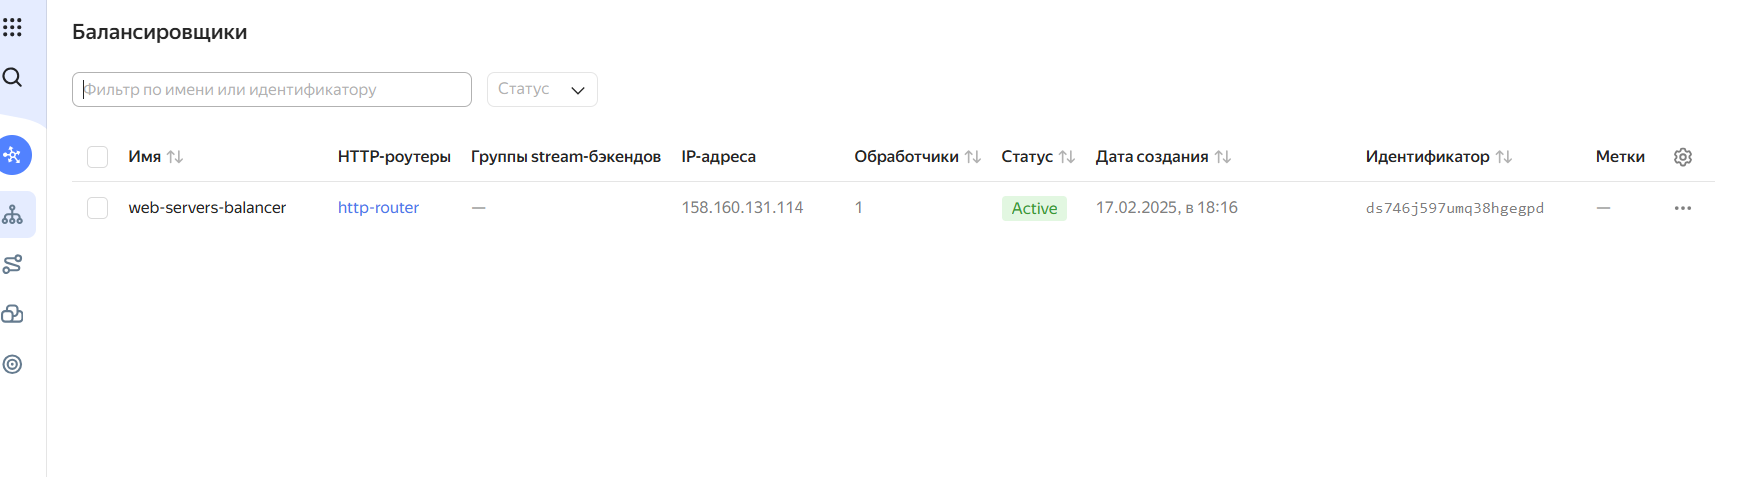 Балансировщики
Фильтр по имени или идентификатору Статус
Имя HTTP-роутеры Группы stream-бэкендов IP-адреса Обработчики Статус Дата создания Идентификатор Метки
web-servers-balancer http-router — 158.160.131.114 1 Active 17.02.2025, в 18:16 ds746j597umq38hgegpd —